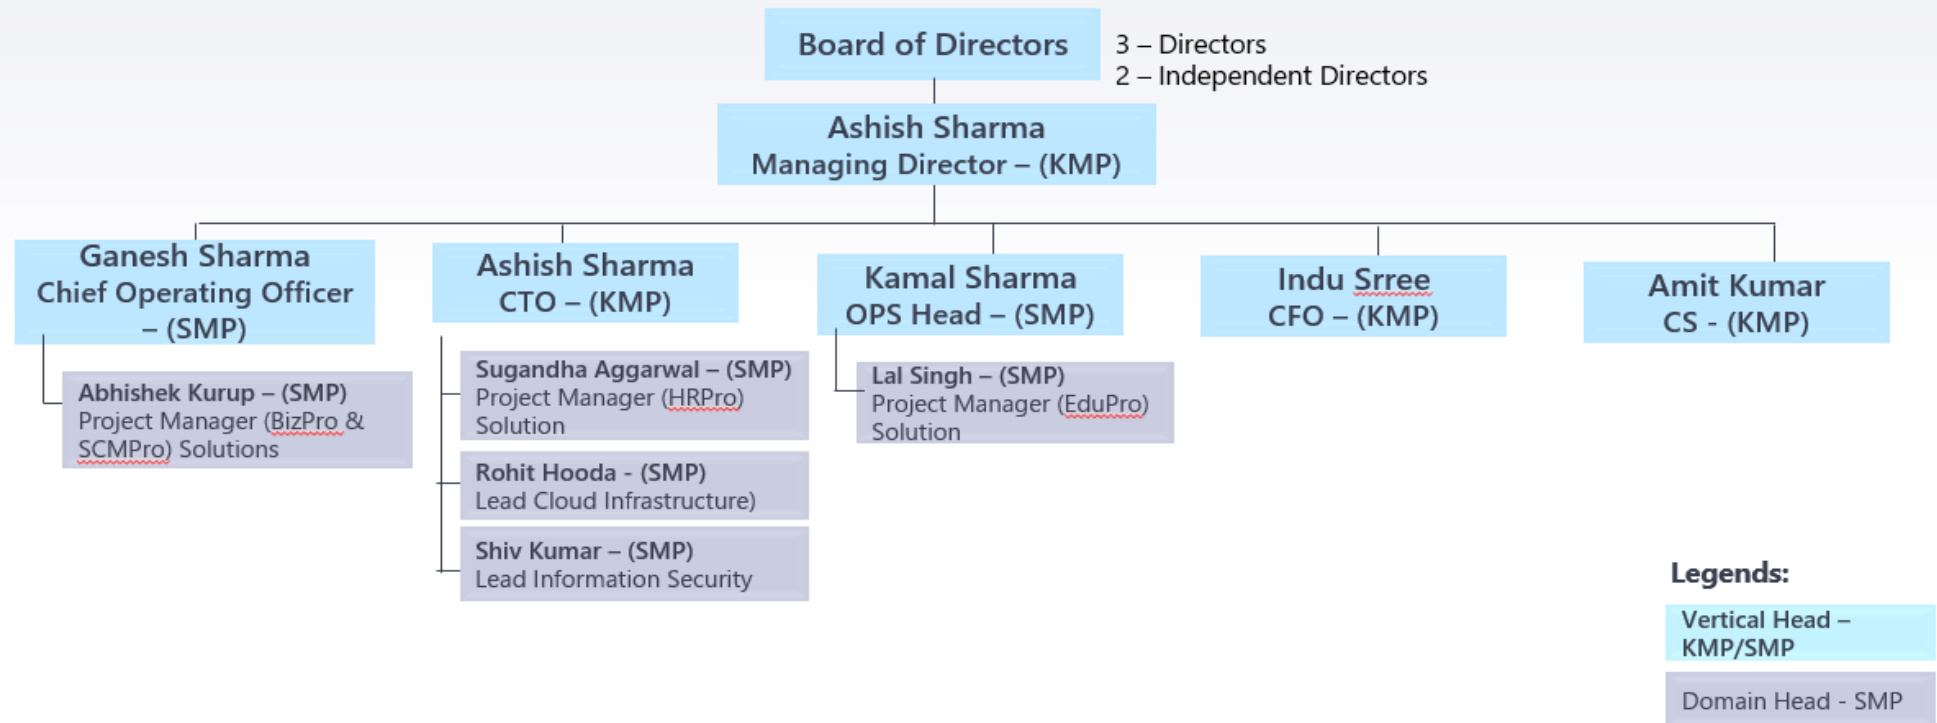 Board of Directors
3 – Directors
2 – Independent Directors
Ashish Sharma
Managing Director – (KMP)
Ganesh Sharma
Chief Operating Officer
– (SMP)
Ashish Sharma
CTO – (KMP)
Kamal Sharma
OPS Head – (SMP)
Indu Srree
CFO – (KMP)
Amit Kumar
CS - (KMP)
Abhishek Kurup – (SMP)
Project Manager (BizPro &
SCMPro) Solutions
Sugandha Aggarwal – (SMP)
Project Manager (HRPro)
Solution
Rohit Hooda - (SMP)
Lead Cloud Infrastructure)
Shiv Kumar – (SMP)
Lead Information Security
Lal Singh – (SMP)
Project Manager (EduPro)
Solution
Legends:
Vertical Head –
KMP/SMP
Domain Head - SMP